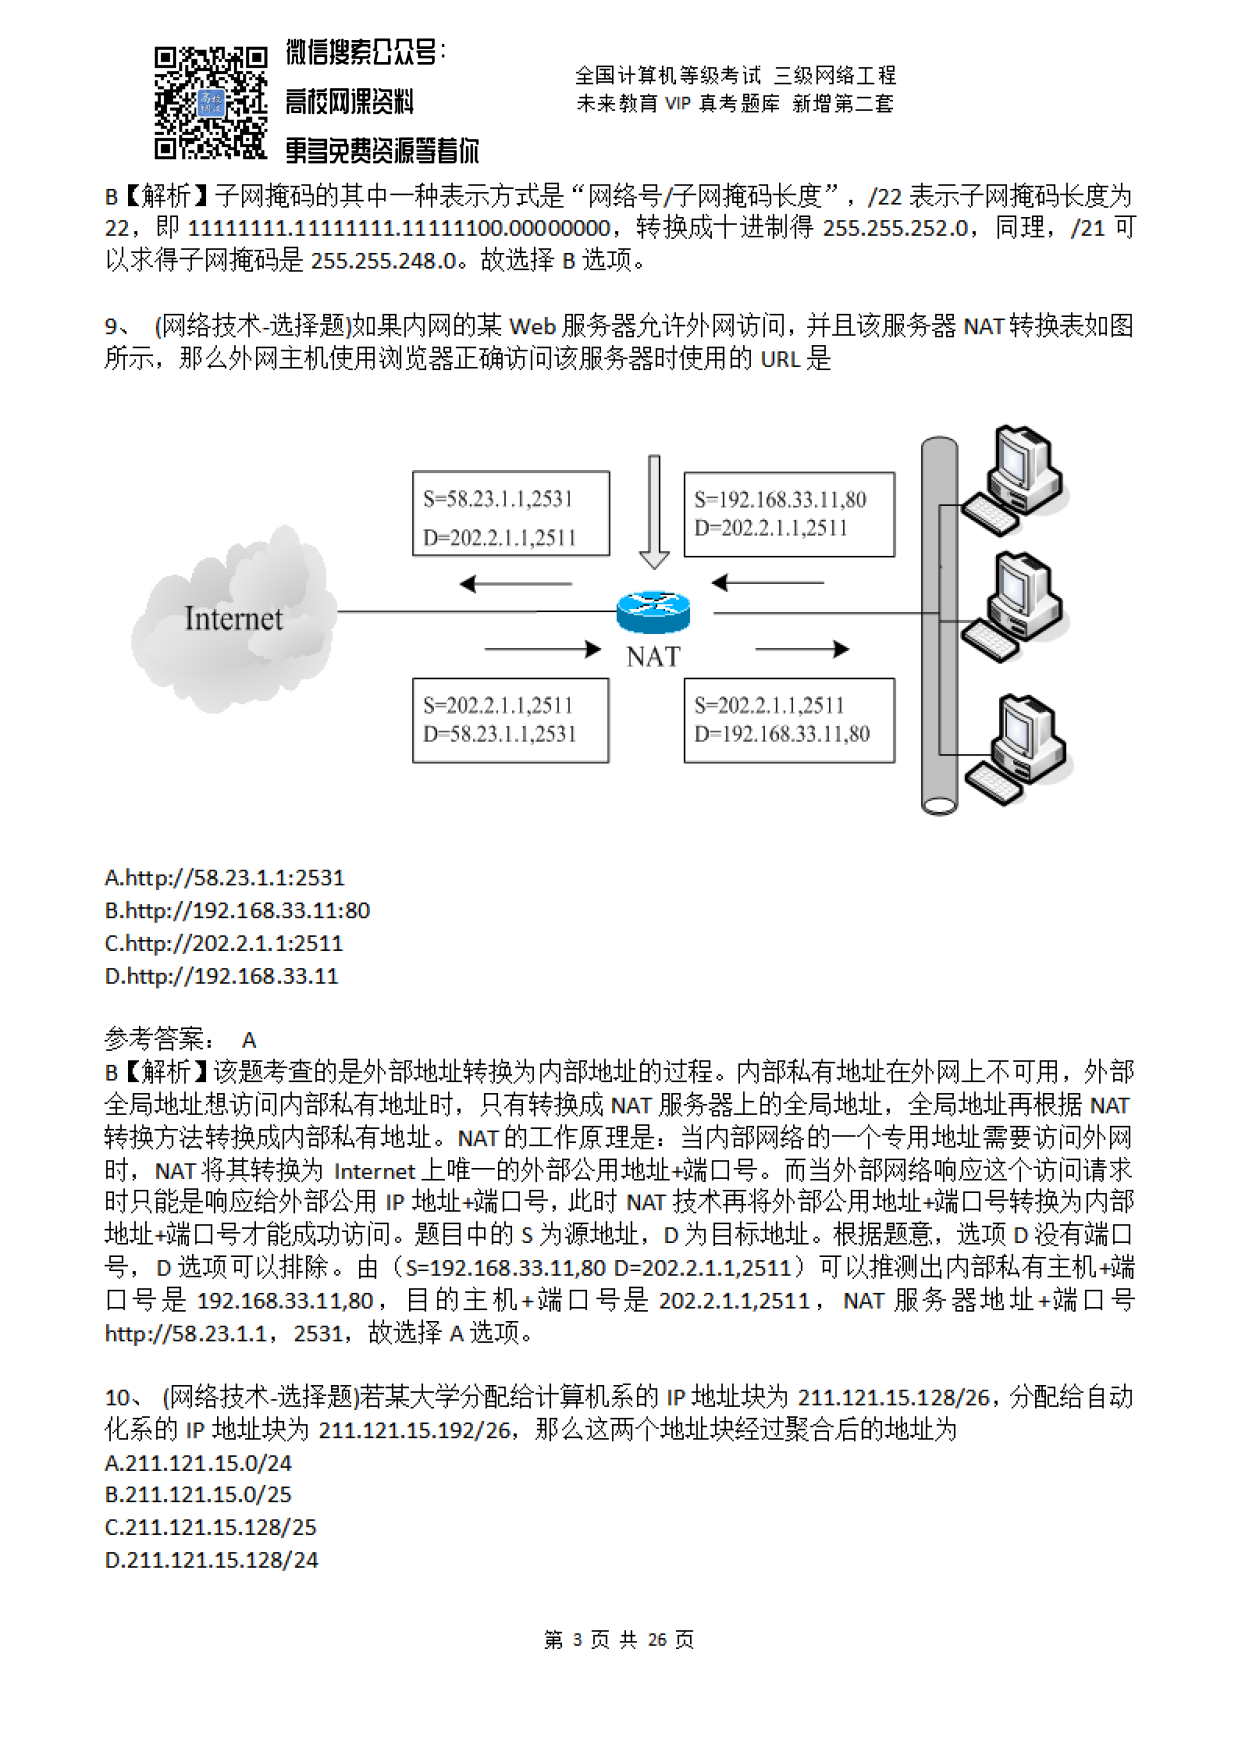 微信搜索公众号：
高校网课资料
更多免费资源等着你
全国计算机等级考试 三级网络工程
未来教育 VIP 真考题库 新增第二套
B【解析】子网掩码的其中一种表示方式是“网络号/子网掩码长度”，/22 表示子网掩码长度为
22，即 11111111.11111111.11111100.00000000，转换成十进制得 255.255.252.0，同理，/21 可
以求得子网掩码是 255.255.248.0。故选择 B 选项。
9、 (网络技术-选择题)如果内网的某 Web 服务器允许外网访问，并且该服务器 NAT 转换表如图
所示，那么外网主机使用浏览器正确访问该服务器时使用的 URL 是
S=58.23.1.1,2531
D=202.2.1.1,2511
S=192.168.33.11,80
D=202.2.1.1,2511
Internet
NAT
S=202.2.1.1,2511
D=58.23.1.1,2531
S=202.2.1.1,2511
D=192.168.33.11,80
A.http://58.23.1.1:2531
B.http://192.168.33.11:80
C.http://202.2.1.1:2511
D.http://192.168.33.11
参考答案： A
B【解析】该题考查的是外部地址转换为内部地址的过程。内部私有地址在外网上不可用，外部
全局地址想访问内部私有地址时，只有转换成 NAT 服务器上的全局地址，全局地址再根据 NAT
转换方法转换成内部私有地址。NAT 的工作原理是：当内部网络的一个专用地址需要访问外网
时，NAT 将其转换为 Internet 上唯一的外部公用地址+端口号。而当外部网络响应这个访问请求
时只能是响应给外部公用 IP 地址+端口号，此时 NAT 技术再将外部公用地址+端口号转换为内部
地址+端口号才能成功访问。题目中的 S 为源地址，D 为目标地址。根据题意，选项 D 没有端口
号，D 选项可以排除。由（S=192.168.33.11,80 D=202.2.1.1,2511）可以推测出内部私有主机+端
口号是 192.168.33.11,80，目的主机+端口号是 202.2.1.1,2511，NAT 服务器地址+端口号
http://58.23.1.1，2531，故选择 A 选项。
10、 (网络技术-选择题)若某大学分配给计算机系的 IP 地址块为 211.121.15.128/26，分配给自动
化系的 IP 地址块为 211.121.15.192/26，那么这两个地址块经过聚合后的地址为
A.211.121.15.0/24
B.211.121.15.0/25
C.211.121.15.128/25
D.211.121.15.128/24
第 3 页 共 26 页